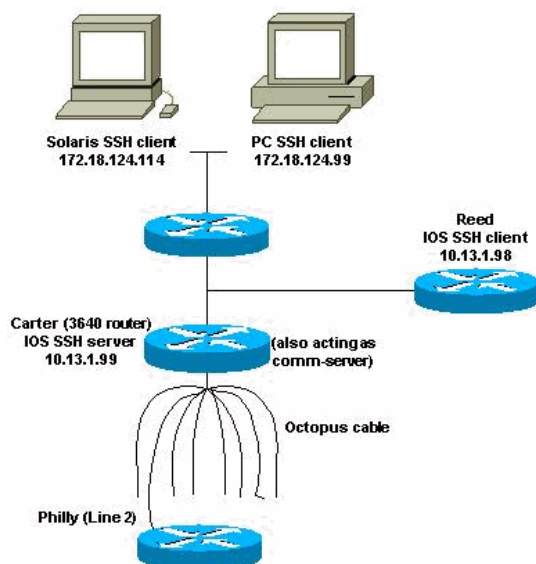 Solaris SSH client
172.18.124.114
PC SSH client
172.18.124.99
Reed
IOS SSH client
10.13.1.98
Carter (3640 router)
IOS SSH server
10.13.1.99
(also acting as
comm-server)
Octopus cable
Philly (Line 2)